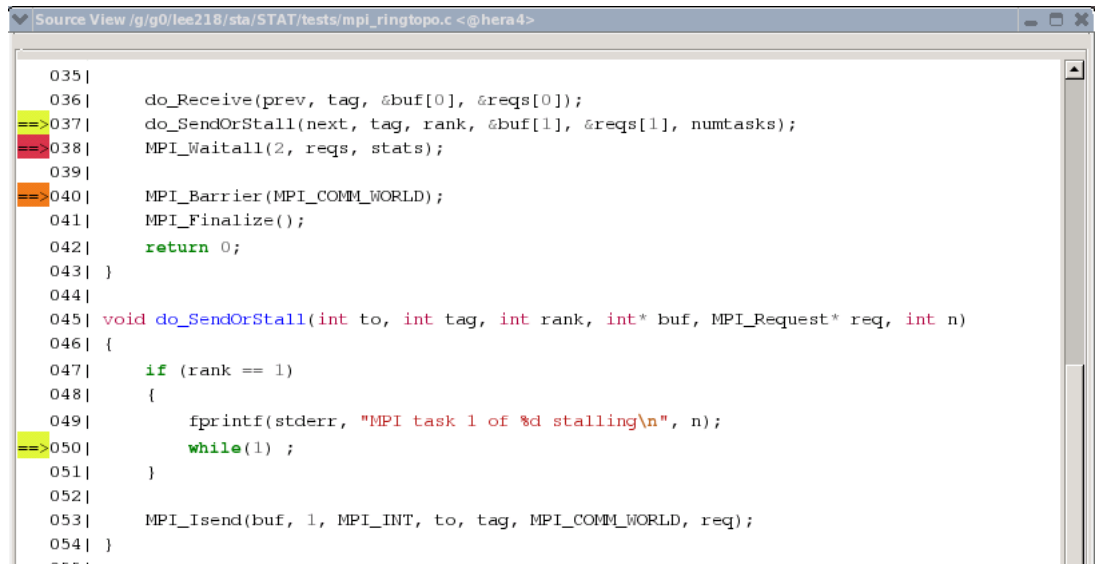 Source View /g/g0/lee218/sta/STAT/tests/mpi_ringtopo.c <@hera4>
035|
036|     do_Receive(prev, tag, &buf[0], &reqs[0]);
==>037|     do_SendOrStall(next, tag, rank, &buf[1], &reqs[1], numtasks);
==>038|     MPI_Waitall(2, reqs, stats);
039|
==>040|     MPI_Barrier(MPI_COMM_WORLD);
041|     MPI_Finalize();
042|     return 0;
043| }
044|
045| void do_SendOrStall(int to, int tag, int rank, int* buf, MPI_Request* req, int n)
046| {
047|     if (rank == 1)
048|     {
049|         fprintf(stderr, "MPI task 1 of %d stalling\n", n);
==>050|         while(1) ;
051|     }
052|
053|     MPI_Isend(buf, 1, MPI_INT, to, tag, MPI_COMM_WORLD, req);
054| }